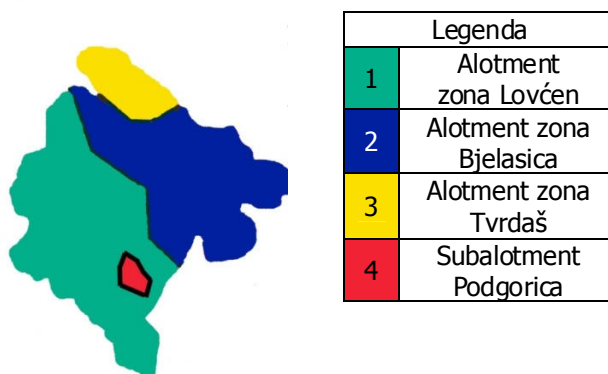 Legenda
1
Alotment
zona Lovćen
2
Alotment zona
Bjelasica
3
Alotment zona
Tvrdaš
4
Subalotment
Podgorica